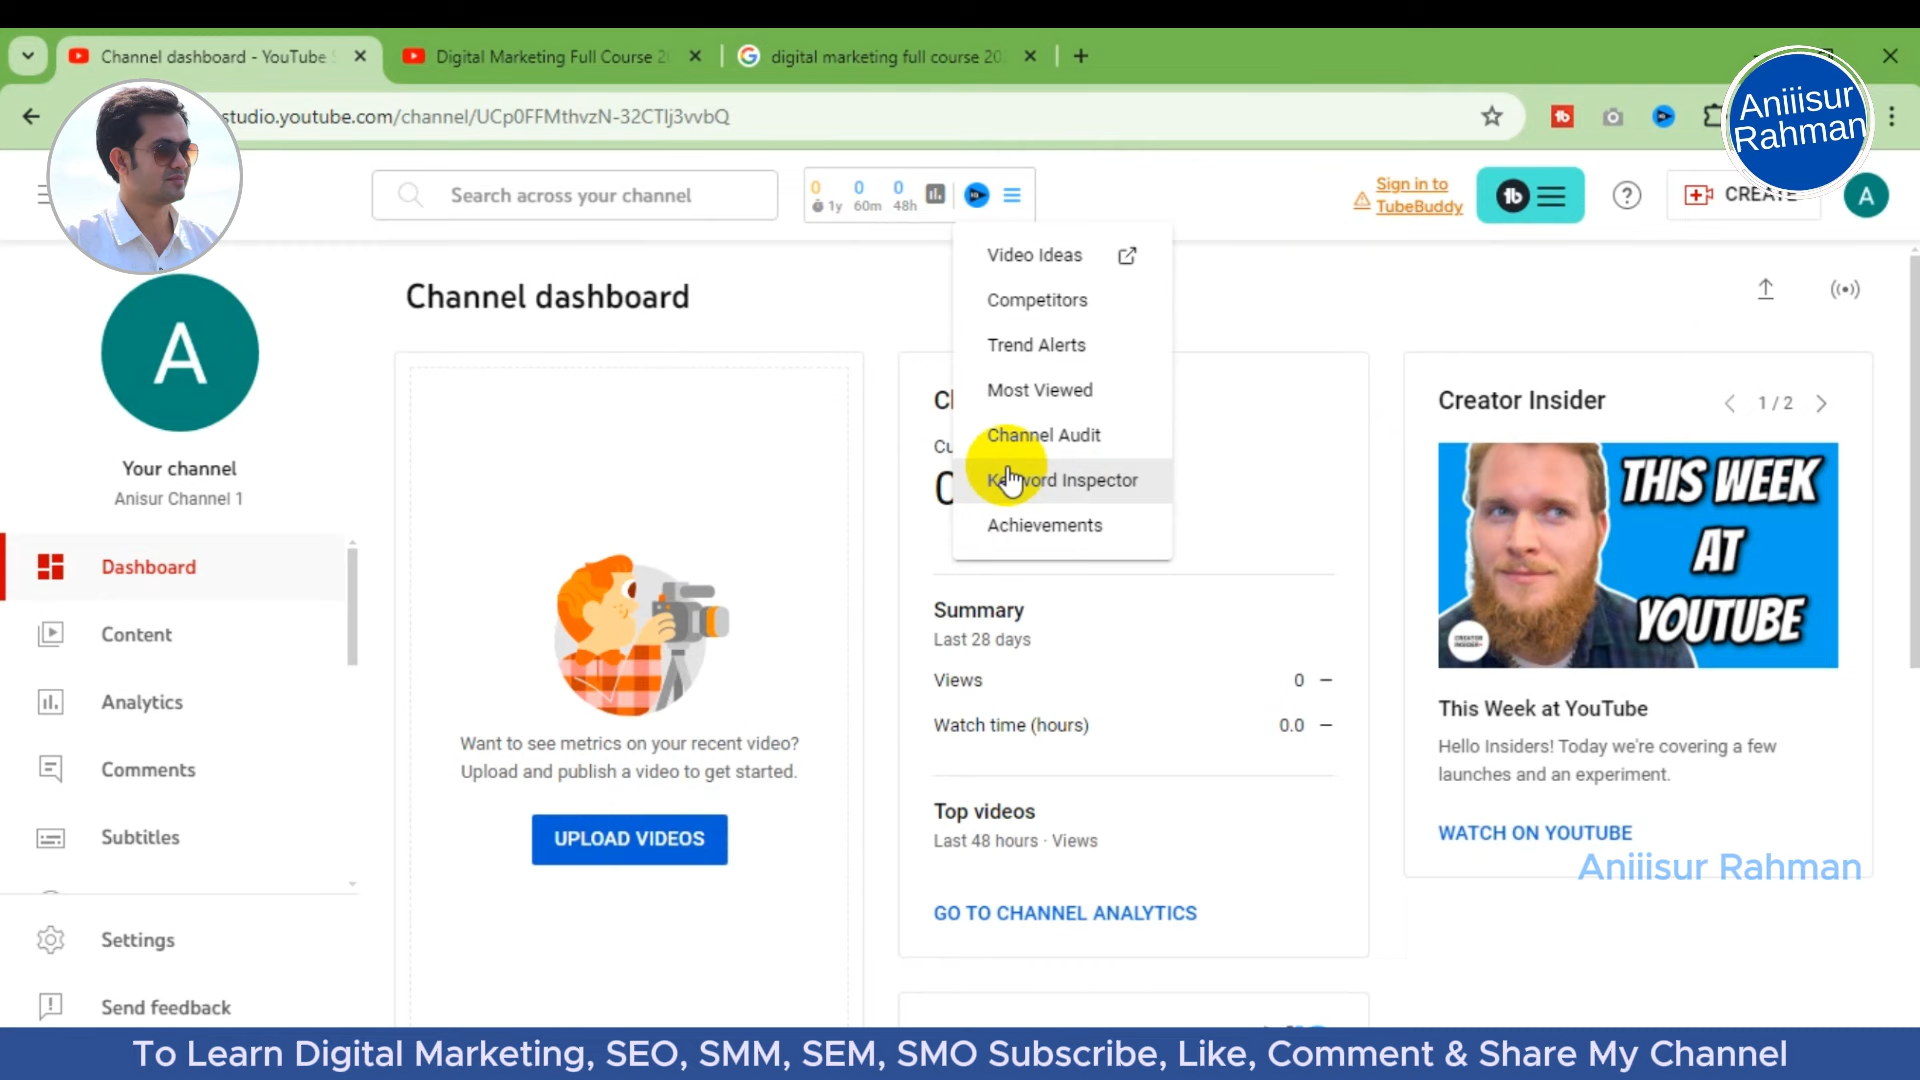 Channel dashboard - YouTube S
Digital Marketing Full Course 20
digital marketing full course 20
studio.youtube.com/channel/UCp0FFMthvzN-32CTlj3vvbQ
Aniiisur
Rahman
Search across your channel
0 0 0
1y 60m 48h
Sign in to
TubeBuddy
CREATE
A
Video Ideas
Competitors
Trend Alerts
Most Viewed
Channel Audit
Keyword Inspector
Achievements
A
Your channel
Anisur Channel 1
Dashboard
Content
Analytics
Comments
Subtitles
Settings
Send feedback
Channel dashboard
Want to see metrics on your recent video?
Upload and publish a video to get started.
UPLOAD VIDEOS
Summary
Last 28 days
Views 0 —
Watch time (hours) 0.0 —
Top videos
Last 48 hours · Views
GO TO CHANNEL ANALYTICS
Creator Insider
1 / 2
THIS WEEK
AT
YOUTUBE
CREATOR
INSIDER
This Week at YouTube
Hello Insiders! Today we're covering a few
launches and an experiment.
WATCH ON YOUTUBE
Aniiisur Rahman
To Learn Digital Marketing, SEO, SMM, SEM, SMO Subscribe, Like, Comment & Share My Channel